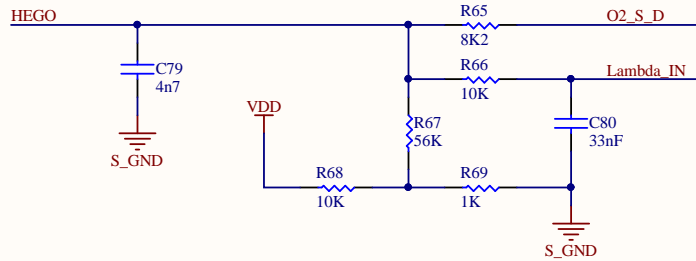 HEGO
R65
O2_S_D
8K2
R66
Lambda_IN
C79
4n7
10K
VDD
R67
56K
C80
33nF
S_GND
R68
R69
10K
1K
S_GND